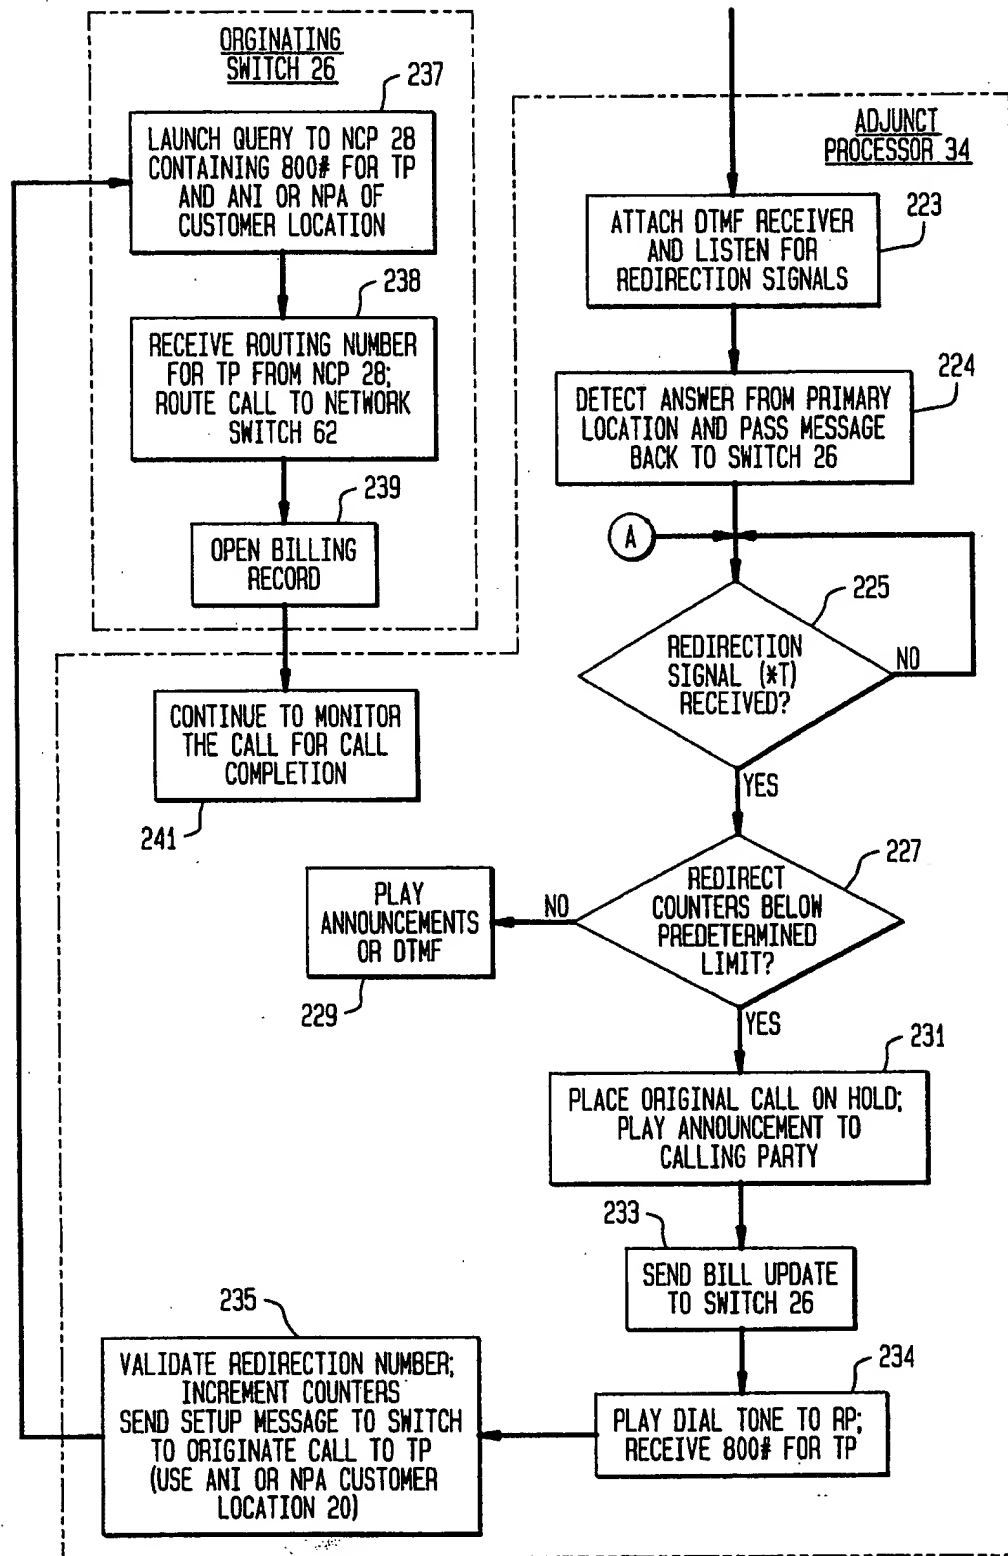 ORGINATING
SWITCH 26
237
LAUNCH QUERY TO NCP 28
CONTAINING 800# FOR TP
AND ANI OR NPA OF
CUSTOMER LOCATION
238
RECEIVE ROUTING NUMBER
FOR TP FROM NCP 28;
ROUTE CALL TO NETWORK
SWITCH 62
239
OPEN BILLING
RECORD
CONTINUE TO MONITOR
THE CALL FOR CALL
COMPLETION
241
ADJUNCT
PROCESSOR 34
223
ATTACH DTMF RECEIVER
AND LISTEN FOR
REDIRECTION SIGNALS
224
DETECT ANSWER FROM PRIMARY
LOCATION AND PASS MESSAGE
BACK TO SWITCH 26
A
225
REDIRECTION
SIGNAL (*T)
RECEIVED?
NO
YES
227
REDIRECT
COUNTERS BELOW
PREDETERMINED
LIMIT?
NO
PLAY
ANNOUNCEMENTS
OR DTMF
229
YES
231
PLACE ORIGINAL CALL ON HOLD;
PLAY ANNOUNCEMENT TO
CALLING PARTY
233
SEND BILL UPDATE
TO SWITCH 26
234
PLAY DIAL TONE TO RP;
RECEIVE 800# FOR TP
235
VALIDATE REDIRECTION NUMBER;
INCREMENT COUNTERS
SEND SETUP MESSAGE TO SWITCH
TO ORIGINATE CALL TO TP
(USE ANI OR NPA CUSTOMER
LOCATION 20)